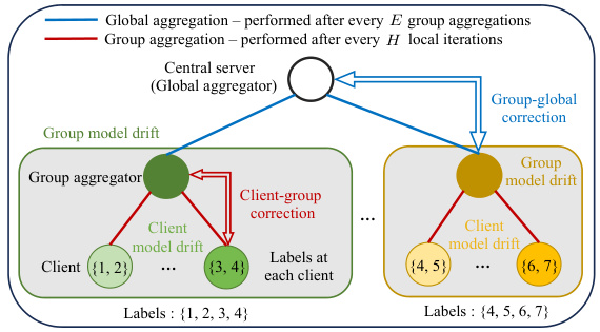 Global aggregation – performed after every E group aggregations
Group aggregation – performed after every H local iterations
Central server
(Global aggregator)
Group-global
correction
Group model drift
Group aggregator
Client-group
correction
Group
model drift
Client
model drift
Client
model drift
...
Client
{1, 2}
...
{3, 4}
Labels at
each client
{4, 5}
...
{6, 7}
Labels : {1, 2, 3, 4}
Labels : {4, 5, 6, 7}